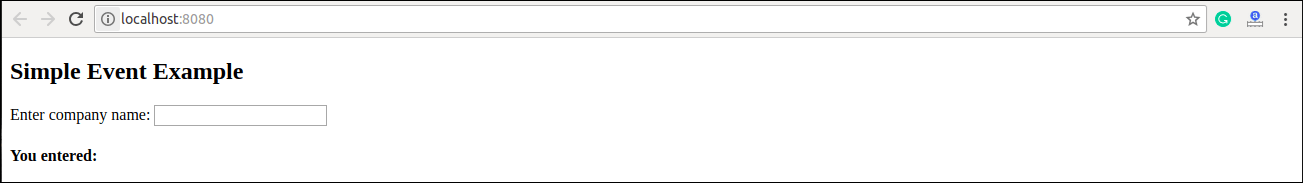 localhost:8080
Simple Event Example
Enter company name:
You entered: